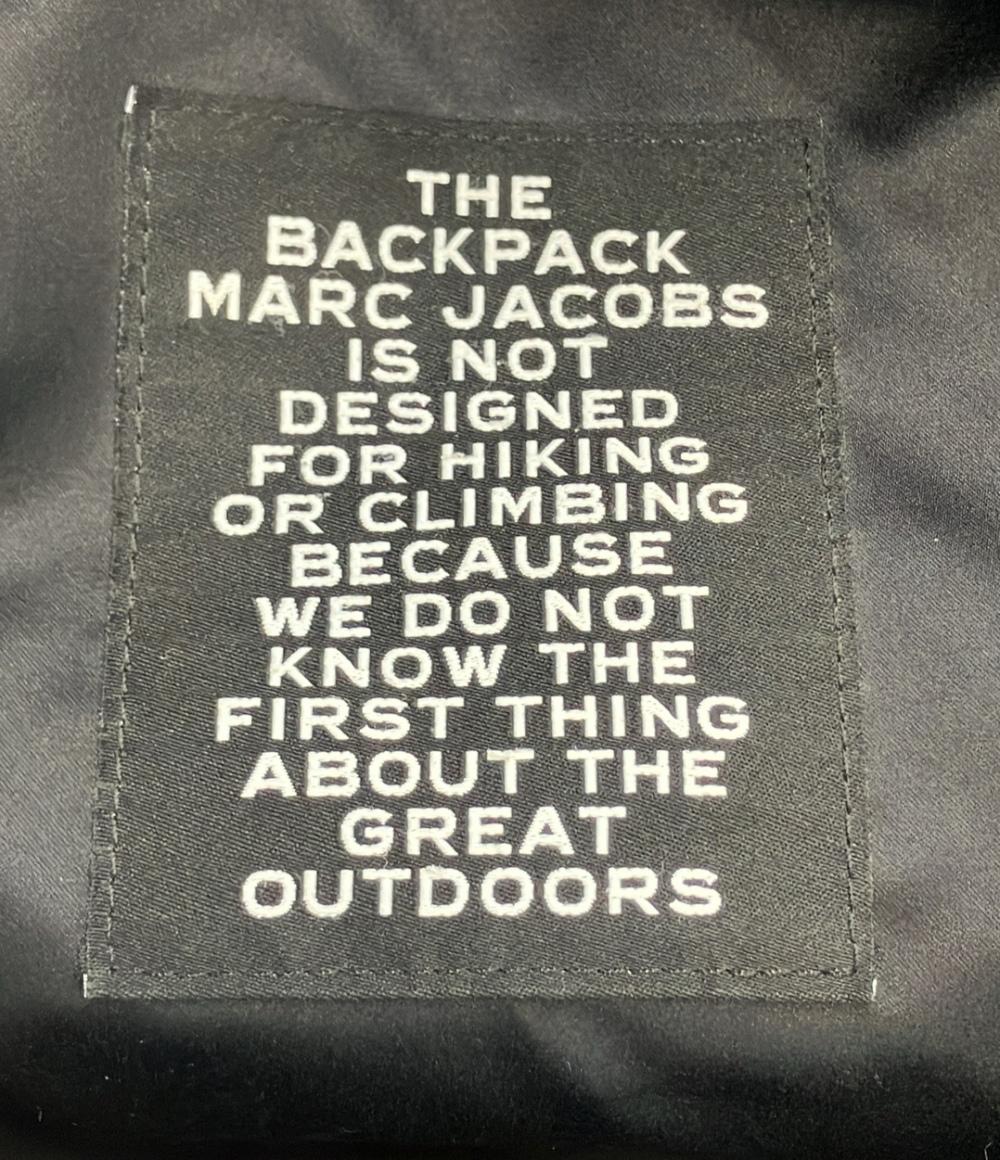 THE
BACKPACK
MARC JACOBS
IS NOT
DESIGNED
FOR HIKING
OR CLIMBING
BECAUSE
WE DO NOT
KNOW THE
FIRST THING
ABOUT THE
GREAT
OUTDOORS